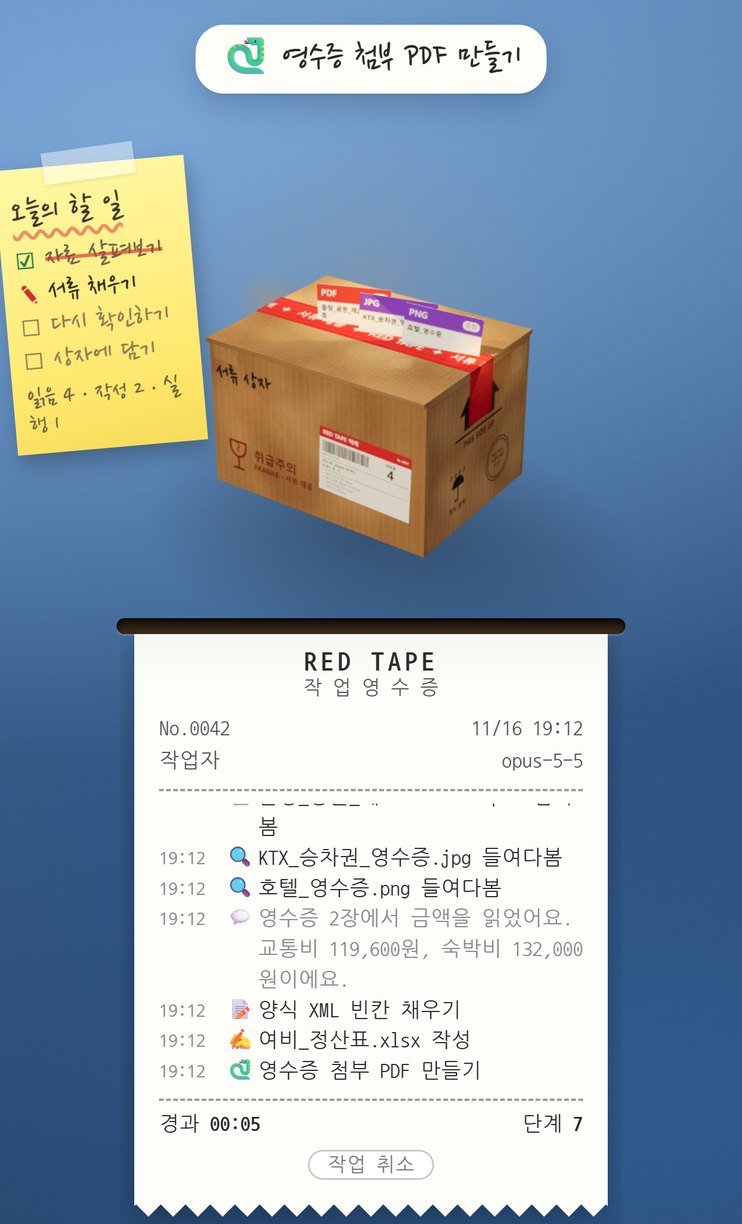 영수증 첨부 PDF 만들기
오늘의 할 일
자료 살펴보기
서류 채우기
다시 확인하기
상자에 담기
읽음 4 · 작성 2 · 실
행 1
PDF
JPG
PNG
호텔_영수증
RED TAPE
서류 상자
취급주의
RED TAPE 택배
4
THIS SIDE UP
RED TAPE
작업영수증
No.0042 11/16 19:12
작업자 opus-5-5
봄
19:12 KTX_승차권_영수증.jpg 들여다봄
19:12 호텔_영수증.png 들여다봄
19:12 영수증 2장에서 금액을 읽었어요.
교통비 119,600원, 숙박비 132,000
원이에요.
19:12 양식 XML 빈칸 채우기
19:12 여비_정산표.xlsx 작성
19:12 영수증 첨부 PDF 만들기
경과 00:05 단계 7
작업 취소